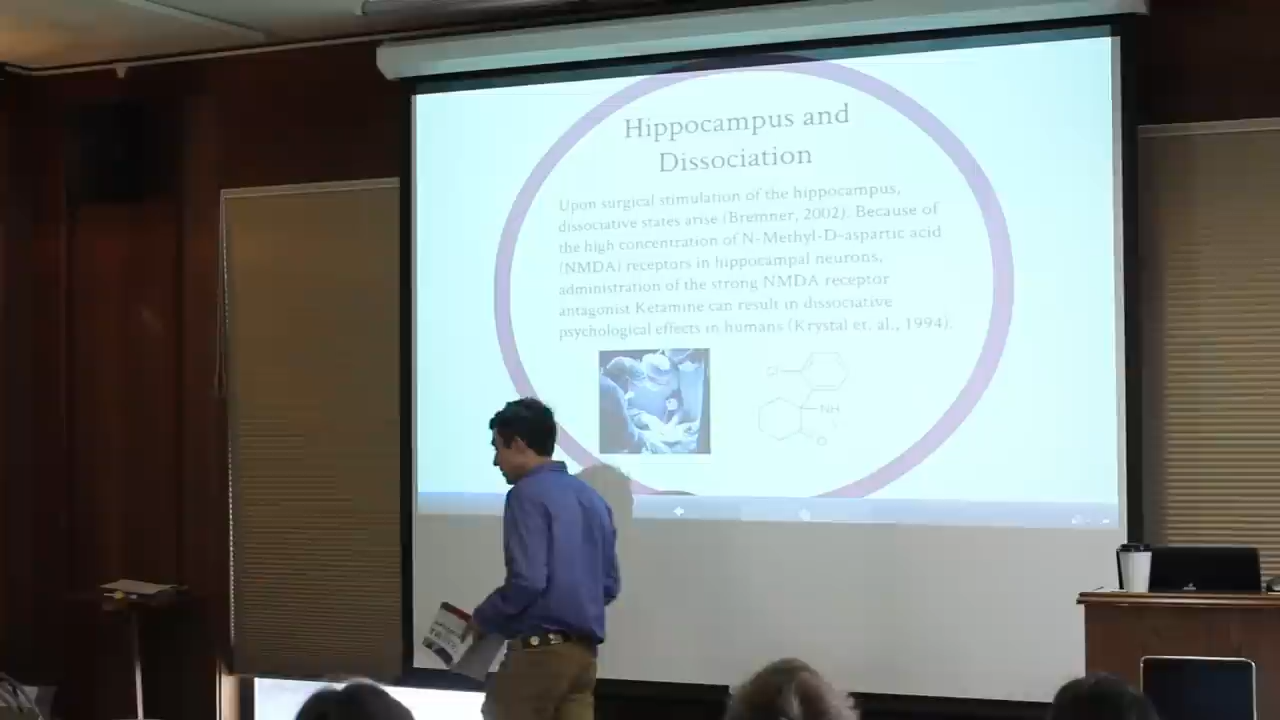 Hippocampus and
Dissociation
Upon surgical stimulation of the hippocampus,
dissociative states arise (Bremner, 2002). Because of
the high concentration of N-Methyl-D-aspartic acid
(NMDA) receptors in hippocampal neurons,
administration of the strong NMDA receptor
antagonist Ketamine can result in dissociative
psychological effects in humans (Krystal et. al., 1994).
Cl
NH
O